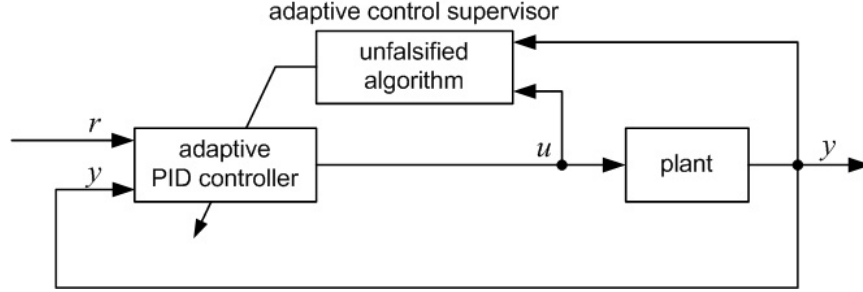 adaptive control supervisor
unfalsified
algorithm
r
y
adaptive
PID controller
u
plant
y